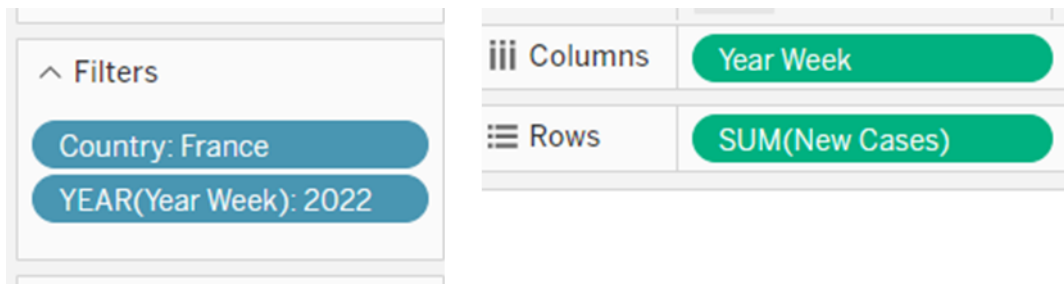 Filters
Country: France
YEAR(Year Week): 2022
Columns
Year Week
Rows
SUM(New Cases)